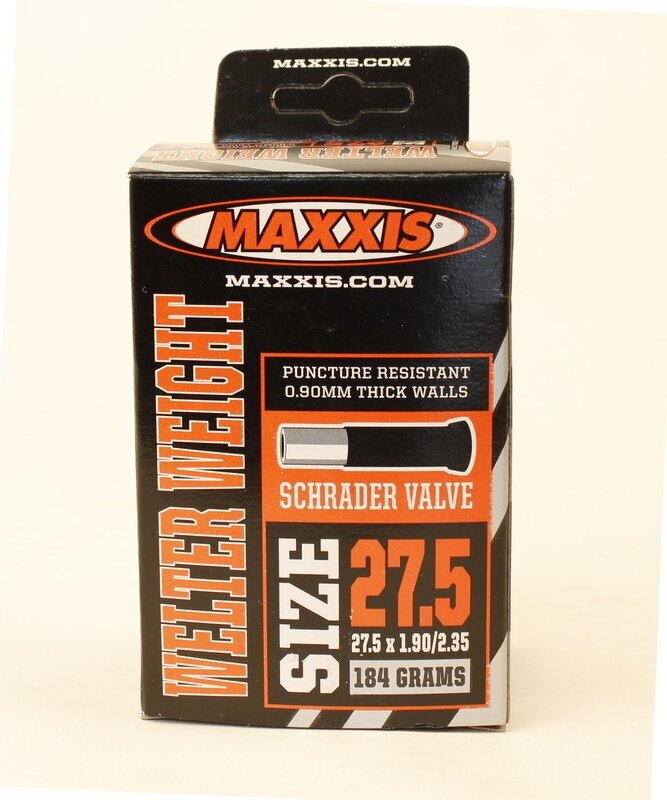 MAXXIS.COM
WELTER WEIGHT
MAXXIS®
MAXXIS.COM
WELTER WEIGHT
PUNCTURE RESISTANT
0.90MM THICK WALLS
SCHRADER VALVE
SIZE
27.5
27.5 x 1.90/2.35
184 GRAMS